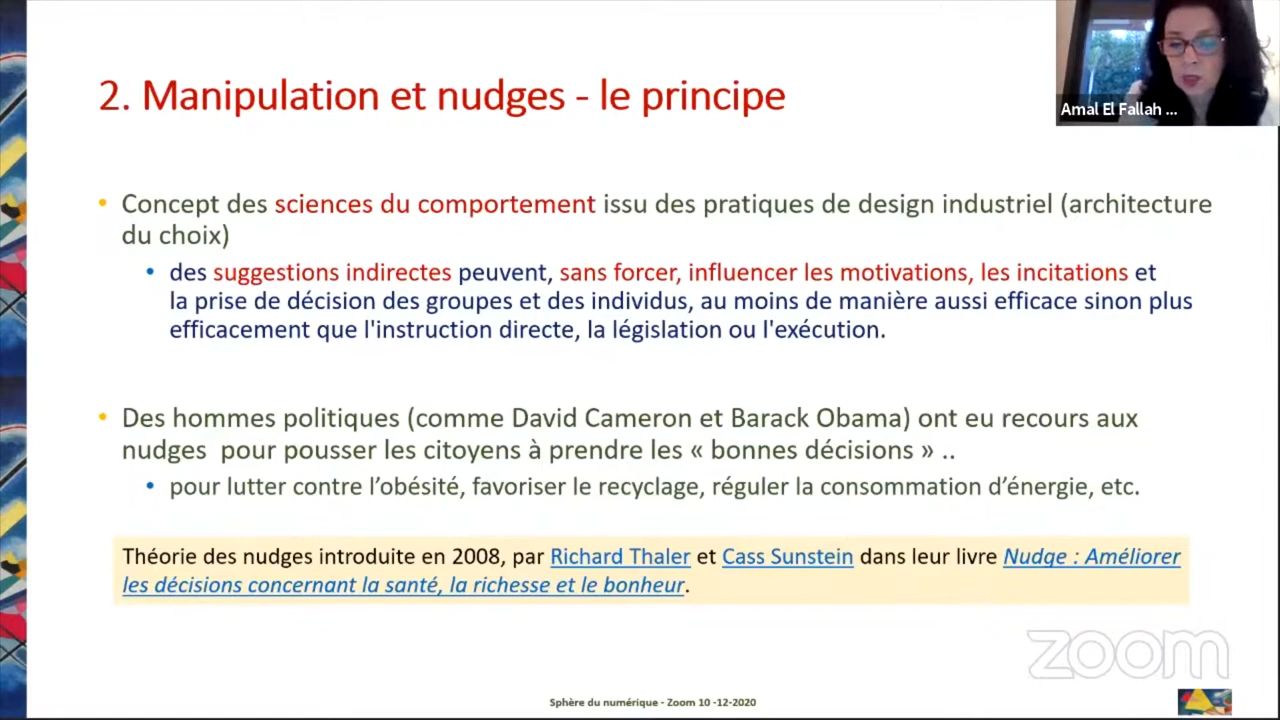 Amal El Fallah ...
2. Manipulation et nudges - le principe
• Concept des sciences du comportement issu des pratiques de design industriel (architecture
du choix)
• des suggestions indirectes peuvent, sans forcer, influencer les motivations, les incitations et
la prise de décision des groupes et des individus, au moins de manière aussi efficace sinon plus
efficacement que l'instruction directe, la législation ou l'exécution.
• Des hommes politiques (comme David Cameron et Barack Obama) ont eu recours aux
nudges pour pousser les citoyens à prendre les « bonnes décisions » ..
• pour lutter contre l’obésité, favoriser le recyclage, réguler la consommation d’énergie, etc.
Théorie des nudges introduite en 2008, par Richard Thaler et Cass Sunstein dans leur livre Nudge : Améliorer
les décisions concernant la santé, la richesse et le bonheur.
zoom
Sphère du numérique - Zoom 10 -12-2020